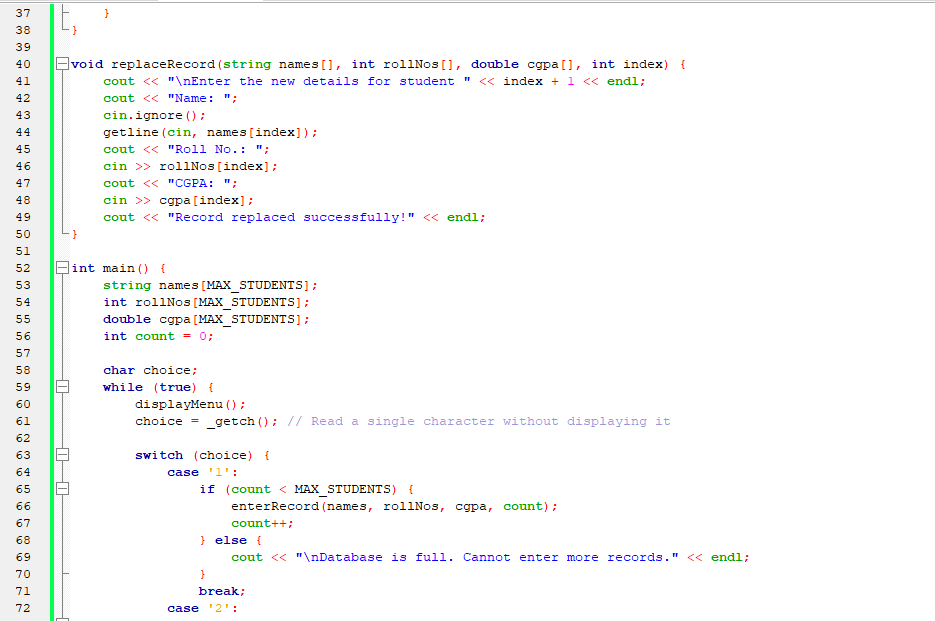 37         }
38     }
39
40 void replaceRecord(string names[], int rollNos[], double cgpa[], int index) {
41     cout << "\nEnter the new details for student " << index + 1 << endl;
42     cout << "Name: ";
43     cin.ignore();
44     getline(cin, names[index]);
45     cout << "Roll No.: ";
46     cin >> rollNos[index];
47     cout << "CGPA: ";
48     cin >> cgpa[index];
49     cout << "Record replaced successfully!" << endl;
50 }
51
52 int main() {
53     string names[MAX_STUDENTS];
54     int rollNos[MAX_STUDENTS];
55     double cgpa[MAX_STUDENTS];
56     int count = 0;
57
58     char choice;
59     while (true) {
60         displayMenu();
61         choice = _getch(); // Read a single character without displaying it
62
63         switch (choice) {
64             case '1':
65                 if (count < MAX_STUDENTS) {
66                     enterRecord(names, rollNos, cgpa, count);
67                     count++;
68                 } else {
69                     cout << "\nDatabase is full. Cannot enter more records." << endl;
70                 }
71                 break;
72             case '2':